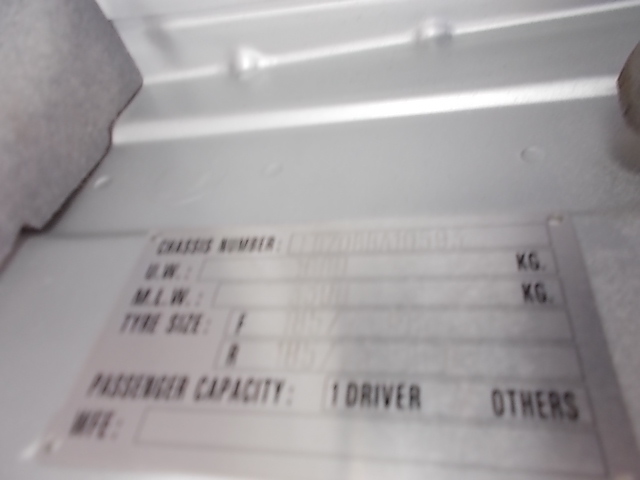 CHASSIS NUMBER:
U.W.: KG.
M.L.W.: KG.
TYRE SIZE: F
R
PASSENGER CAPACITY: 1 DRIVER OTHERS
MFE: